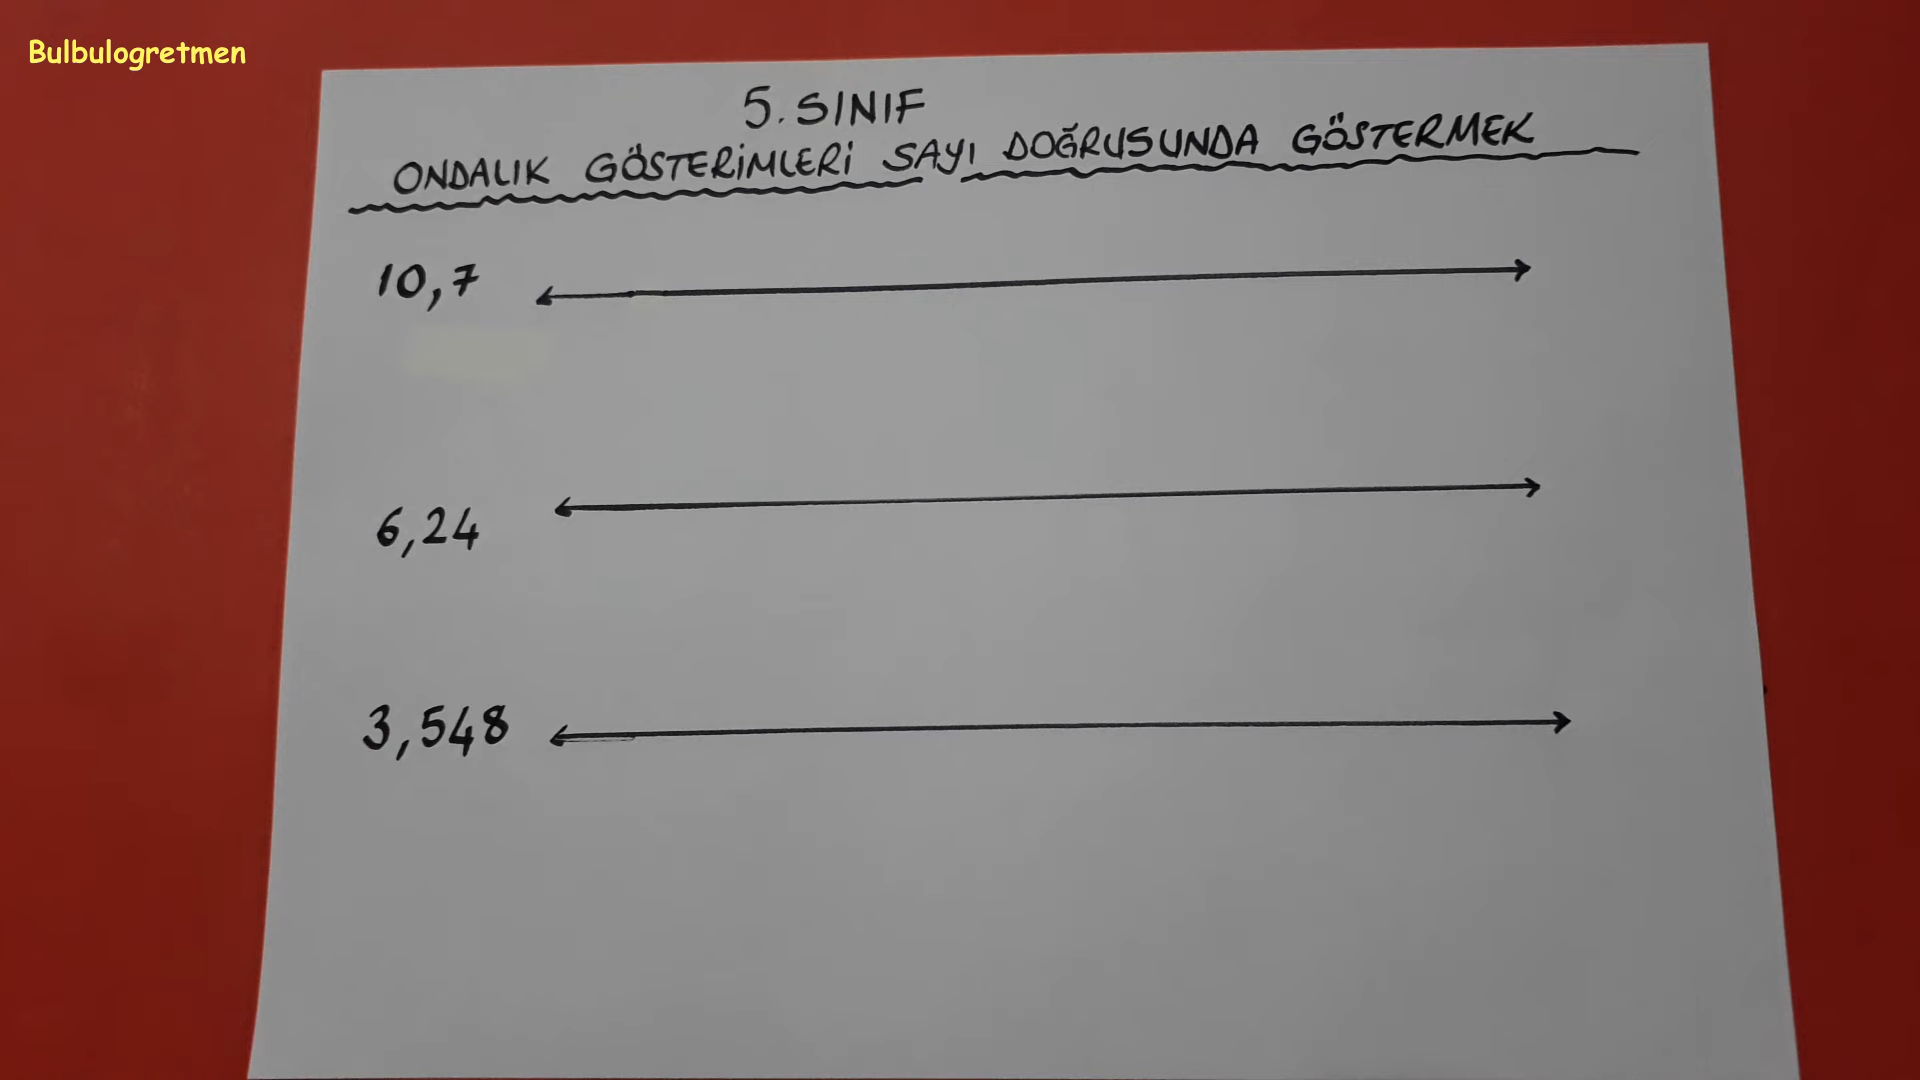 Bulbulogretmen
5. SINIF
ONDALIK GÖSTERİMLERİ SAYI DOĞRUSUNDA GÖSTERMEK
10,7
6,24
3,548